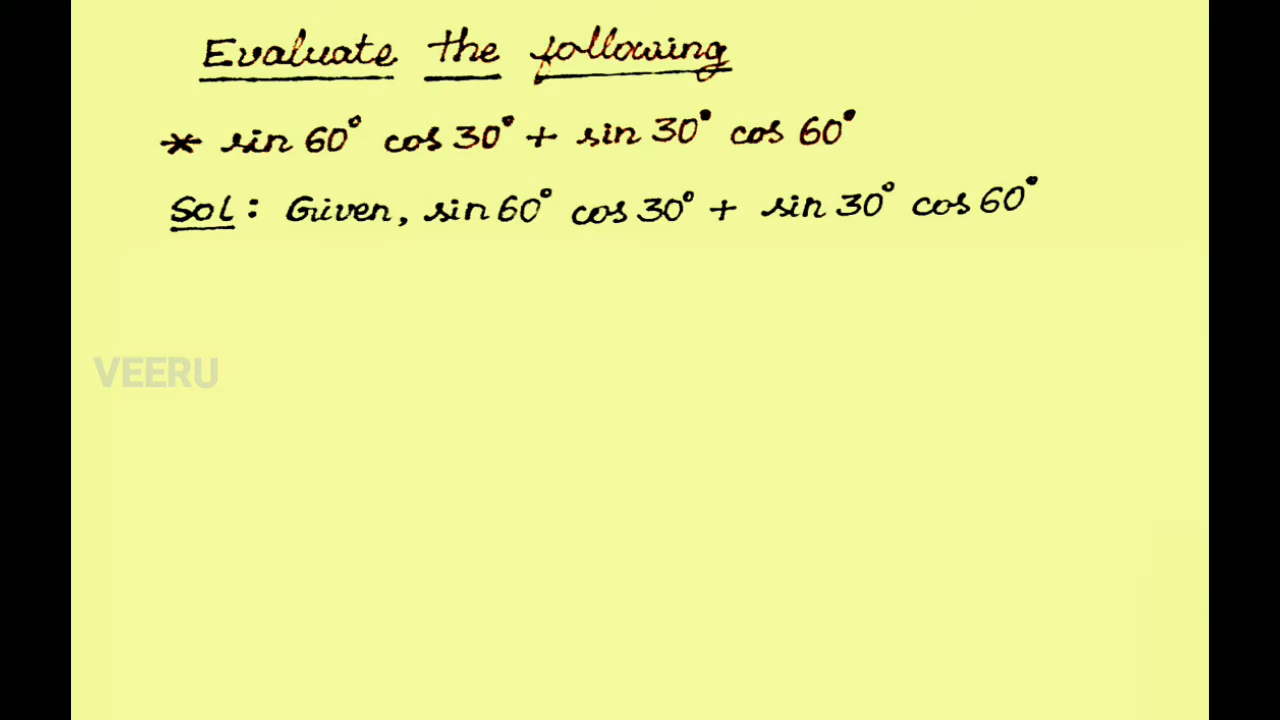 Evaluate the following
* sin 60° cos 30° + sin 30° cos 60°
Sol: Given, sin 60° cos 30° + sin 30° cos 60°
VEERU